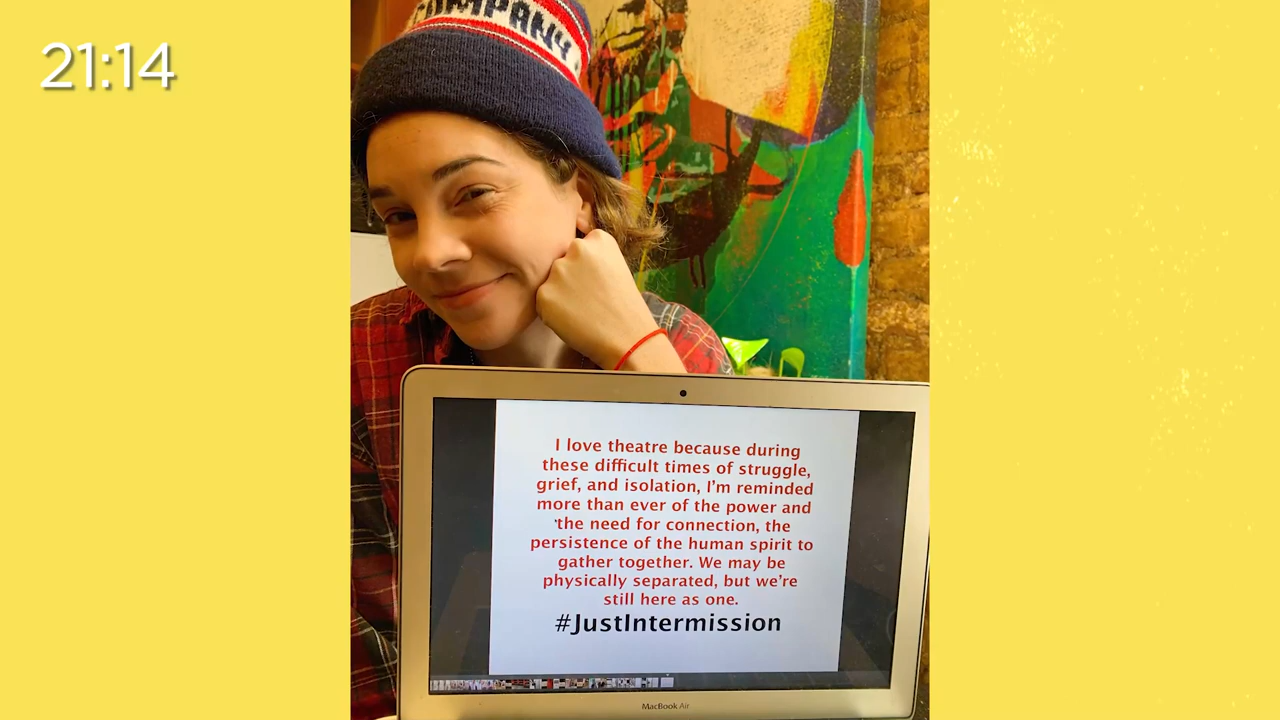 21:14
COMPANY
I love theatre because during
these difficult times of struggle,
grief, and isolation, I'm reminded
more than ever of the power and
the need for connection, the
persistence of the human spirit to
gather together. We may be
physically separated, but we're
still here as one.
#JustIntermission
MacBook Air